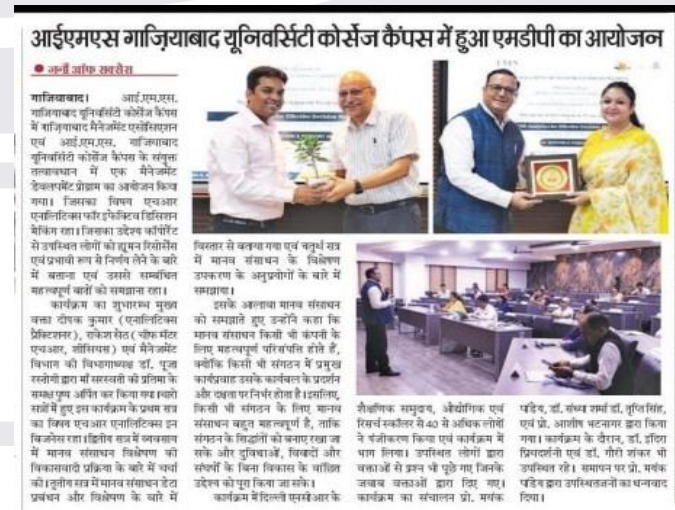 आईएमएस गाज़ियाबाद यूनिवर्सिटी कोर्सेज कैंपस में हुआ एमडीपी का आयोजन
जर्नी ऑफ सक्सैस
गाजियाबाद। आई.एम.एस.
गाजियाबाद यूनिवर्सिटी कोर्सेज कैंपस
में गाजियाबाद मैनेजमेंट एसोसिएशन
एवं आई.एम.एस. गाजियाबाद
यूनिवर्सिटी कोर्सेज कैंपस के संयुक्त
तत्वावधान में एक मैनेजमेंट
डेवलपमेंट प्रोग्राम का आयोजन किया
गया। जिसका विषय एचआर
एनालिटिक्स फॉर इफेक्टिव डिसिशन
मेकिंग रहा। जिसका उद्देश्य कॉर्पोरेट
से उपस्थित लोगों को ह्यूमन रिसोर्सेस
एवं प्रभावी रूप से निर्णय लेने के बारे
में बताना एवं उससे सम्बंधित
महत्वपूर्ण बातों को समझाना रहा।
कार्यक्रम का शुभारम्भ मुख्य
वक्ता दीपक कुमार (एनालिटिक्स
प्रैक्टिशनर), राकेश सेठ (चीफ मेंटर
एचआर, शोसियस) एवं मैनेजमेंट
विभाग की विभागाध्यक्ष डॉ. पूजा
रस्तोगी द्वारा माँ सरस्वती की प्रतिमा के
समक्ष पुष्प अर्पित कर किया गया। चारो
सत्रों में हुए इस कार्यक्रम के प्रथम सत्र
का विषय एचआर एनालिटिक्स इन
बिजनेस रहा। द्वितीय सत्र में व्यवसाय
में मानव संसाधन विश्लेषण की
विकासवादी प्रक्रिया के बारे में चर्चा
की। तृतीय सत्र में मानव संसाधन डेटा
प्रबंधन और विश्लेषण के बारे में
विस्तार से बताया गया एवं चतुर्थ सत्र
में मानव संसाधन के विश्लेषण
उपकरण के अनुप्रयोगों के बारे में
समझाया।
इसके आलावा मानव संसाधन
को समझाते हुए उन्होंने कहा कि
मानव संसाधन किसी भी कंपनी के
लिए महत्वपूर्ण परिसंपत्ति होते हैं,
क्योंकि किसी भी संगठन में प्रमुख
कार्यप्रवाह उसके कार्यबल के प्रदर्शन
और दक्षता पर निर्भर होता है। इसलिए,
किसी भी संगठन के लिए मानव
संसाधन बहुत महत्वपूर्ण है, ताकि
संगठन के सिद्धांतों को बनाए रखा जा
सके और दुविधाओं, विवादों और
संघर्षों के बिना विकास के वांछित
उद्देश्य को पूरा किया जा सके।
कार्यक्रम में दिल्ली एनसीआर के
शैक्षणिक समुदाय, औद्योगिक एवं
रिसर्च स्कॉलर से 40 से अधिक लोगों
ने पंजीकरण किया एवं कार्यक्रम में
भाग लिया। उपस्थित लोगों द्वारा
वक्ताओं से प्रश्न भी पूछे गए जिनके
जवाब वक्ताओं द्वारा दिए गए।
कार्यक्रम का संचालन प्रो. मयंक
पांडेय, डॉ. संध्या शर्मा डॉ. तृप्ति सिंह,
एवं प्रो. आशीष भटनागर द्वारा किया
गया। कार्यक्रम के दौरान, डॉ. इंदिरा
प्रियदर्शनी एवं डॉ. गौरी शंकर भी
उपस्थित रहे। समापन पर प्रो. मयंक
पांडेय द्वारा उपस्थितजनों का धन्यवाद
दिया।